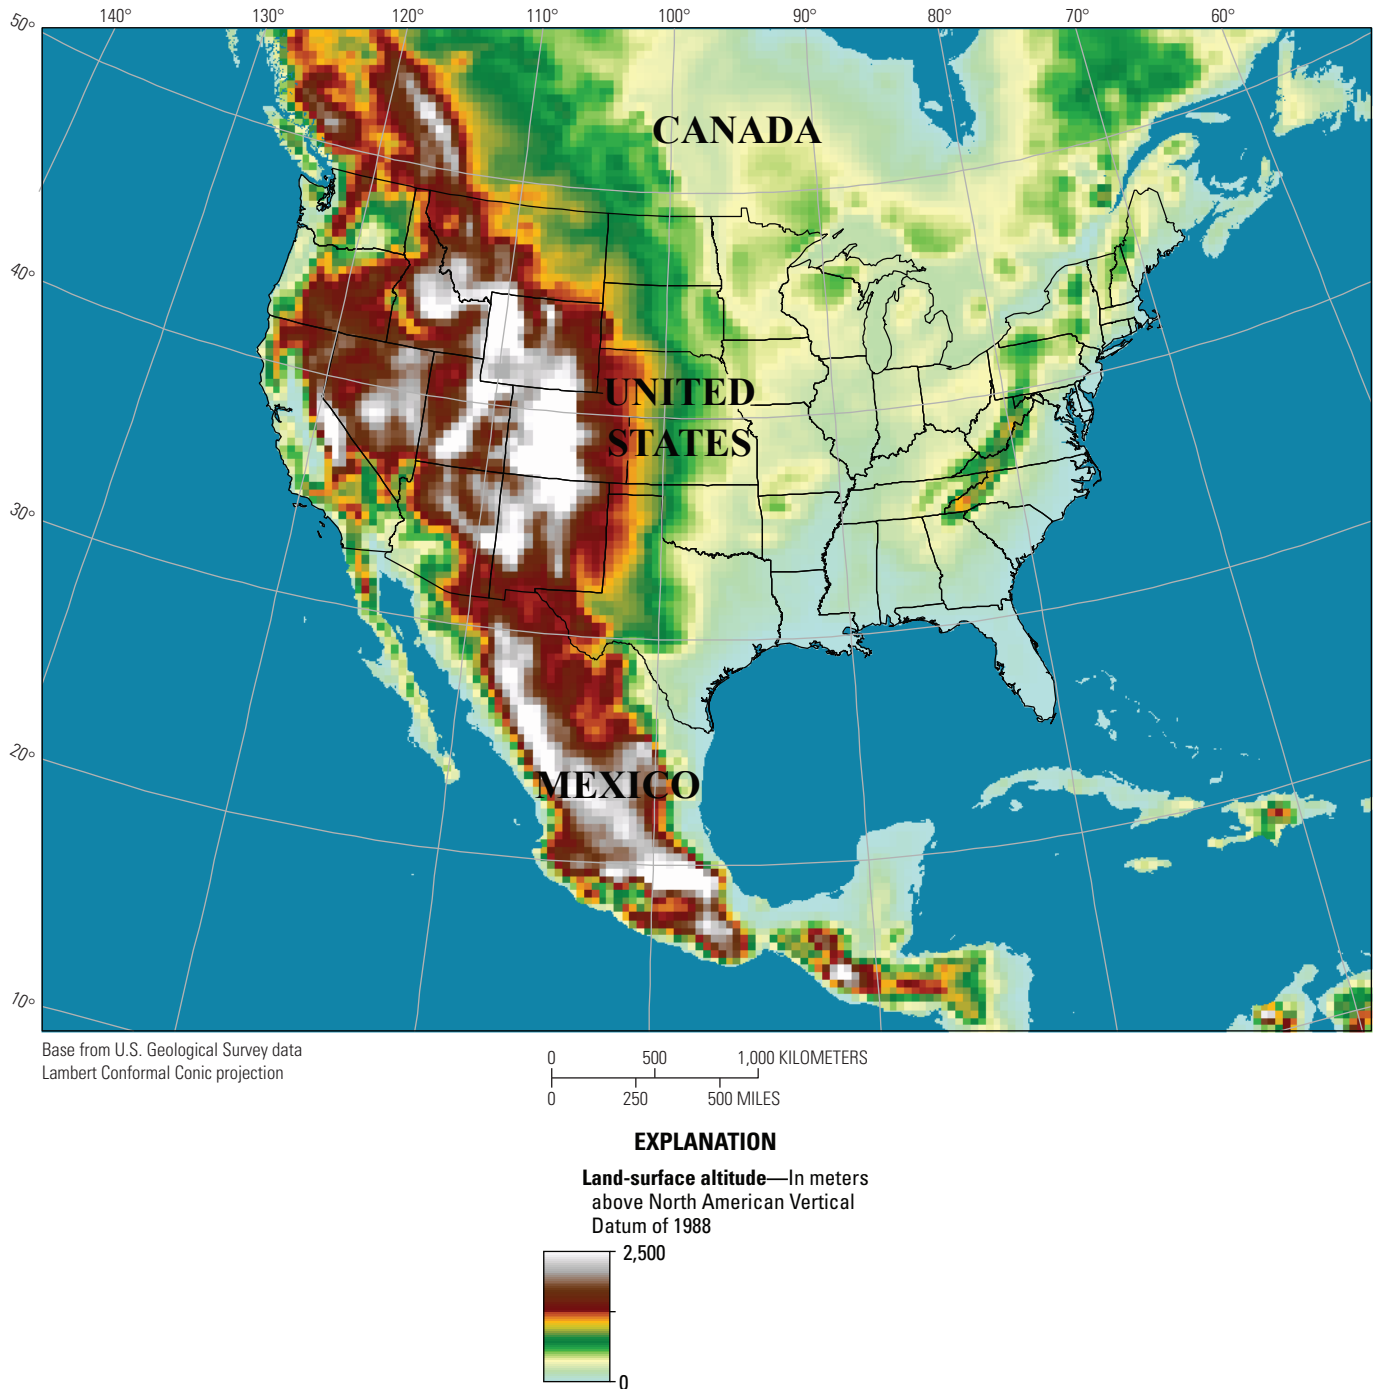 140° 130° 120° 110° 100° 90° 80° 70° 60°
50°
40°
30°
20°
10°
CANADA
UNITED
STATES
MEXICO
Base from U.S. Geological Survey data
Lambert Conformal Conic projection
0 500 1,000 KILOMETERS
0 250 500 MILES
EXPLANATION
Land-surface altitude—In meters
above North American Vertical
Datum of 1988
2,500
0